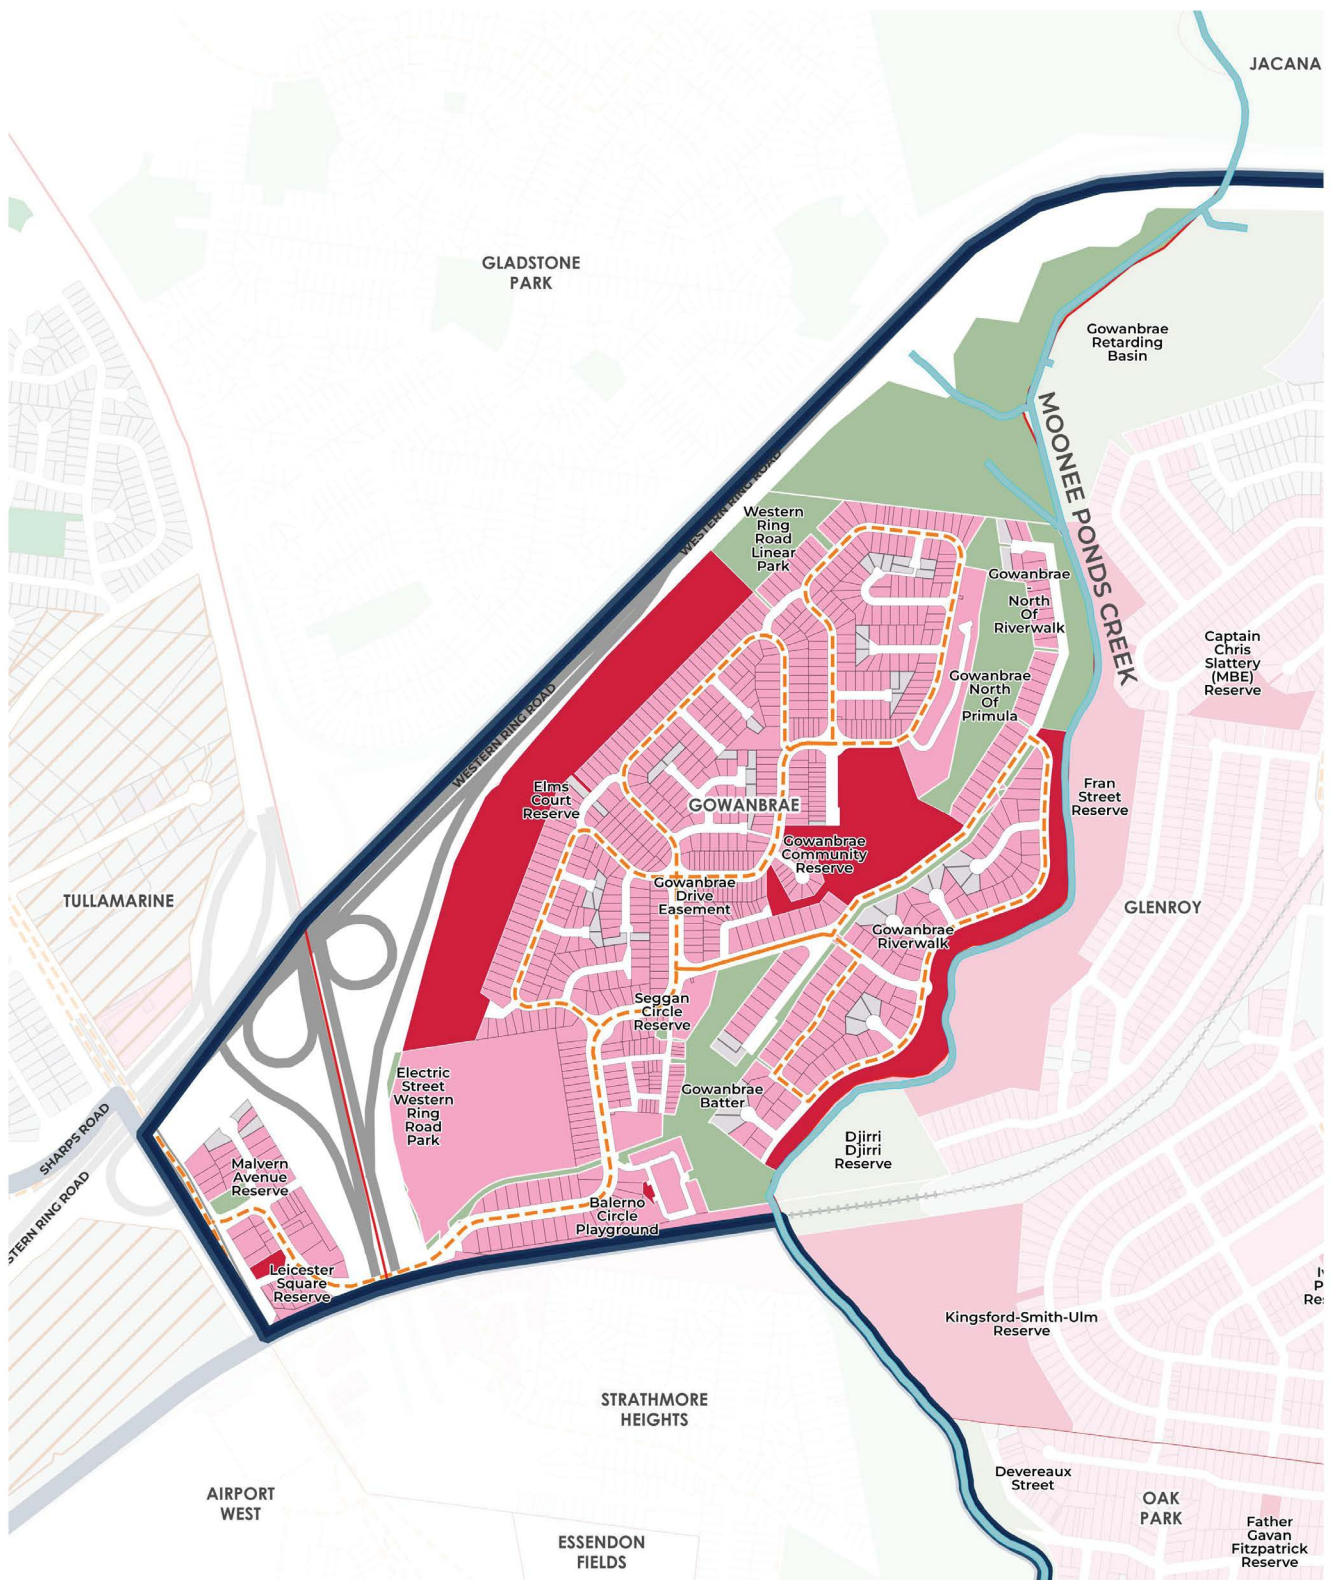 JACANA
GLADSTONE
PARK
Gowanbrae
Retarding
Basin
MOONEE PONDS CREEK
WESTERN RING ROAD
Western
Ring
Road
Linear
Park
Gowanbrae
-
North
Of
Riverwalk
Captain
Chris
Slattery
(MBE)
Reserve
Gowanbrae
North
Of
Primula
WESTERN RING ROAD
Elms
Court
Reserve
GOWANBRAE
Fran
Street
Reserve
Gowanbrae
Community
Reserve
TULLAMARINE
Gowanbrae
Drive
Easement
GLENROY
Gowanbrae
Riverwalk
Seggan
Circle
Reserve
Electric
Street
Western
Ring
Road
Park
Gowanbrae
Batter
SHARPS ROAD
Djirri
Djirri
Reserve
Malvern
Avenue
Reserve
STERN RING ROAD
Balerno
Circle
Playground
Leicester
Square
Reserve
Kingsford-Smith-Ulm
Reserve
STRATHMORE
HEIGHTS
Devereaux
Street
AIRPORT
WEST
OAK
PARK
ESSENDON
FIELDS
Father
Gavan
Fitzpatrick
Reserve